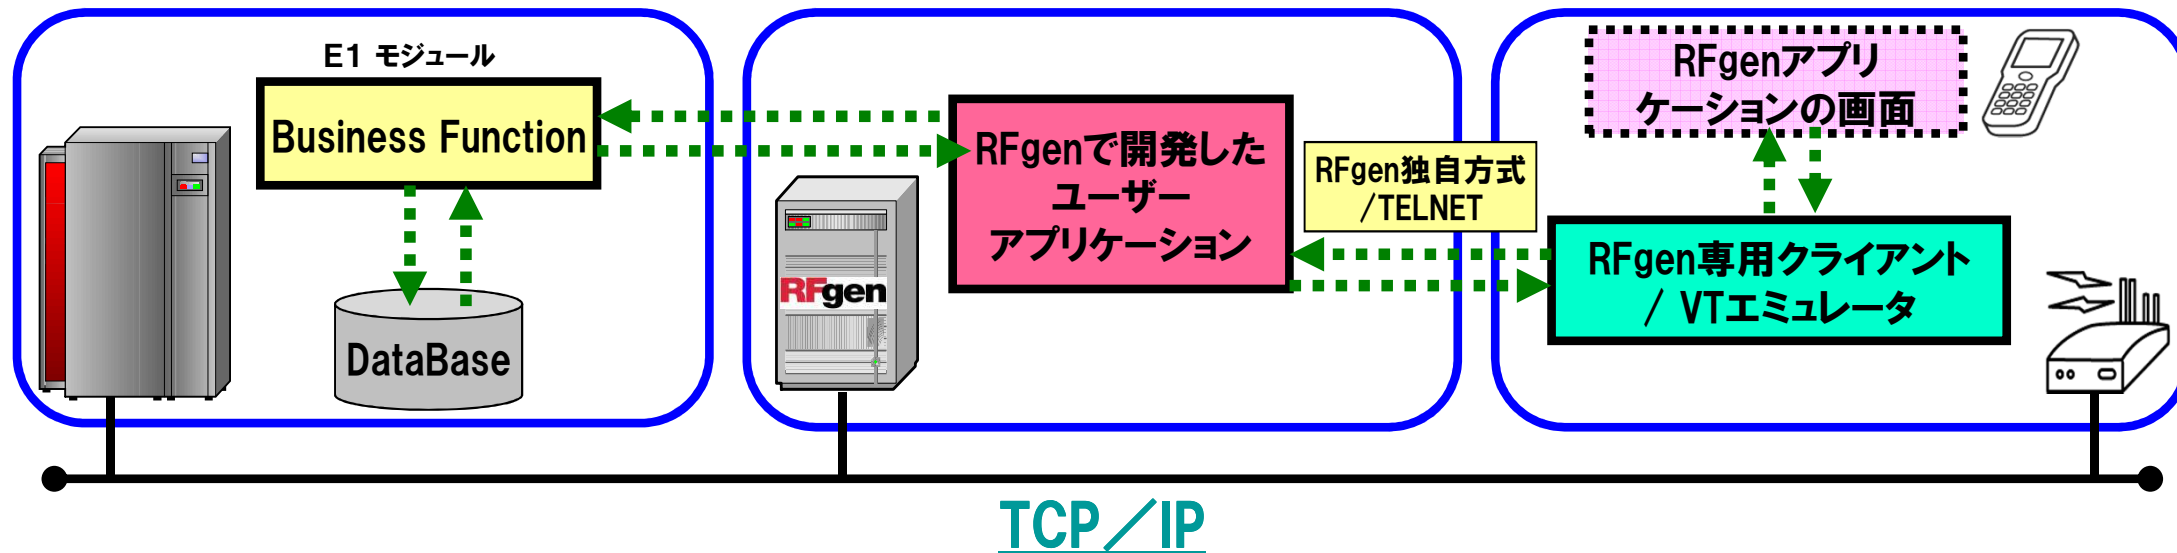 E1 モジュール
Business Function
DataBase
RFgen
RFgenで開発した
ユーザー
アプリケーション
RFgen独自方式
/TELNET
RFgenアプリ
ケーションの画面
RFgen専用クライアント
/ VTエミュレータ
TCP／IP